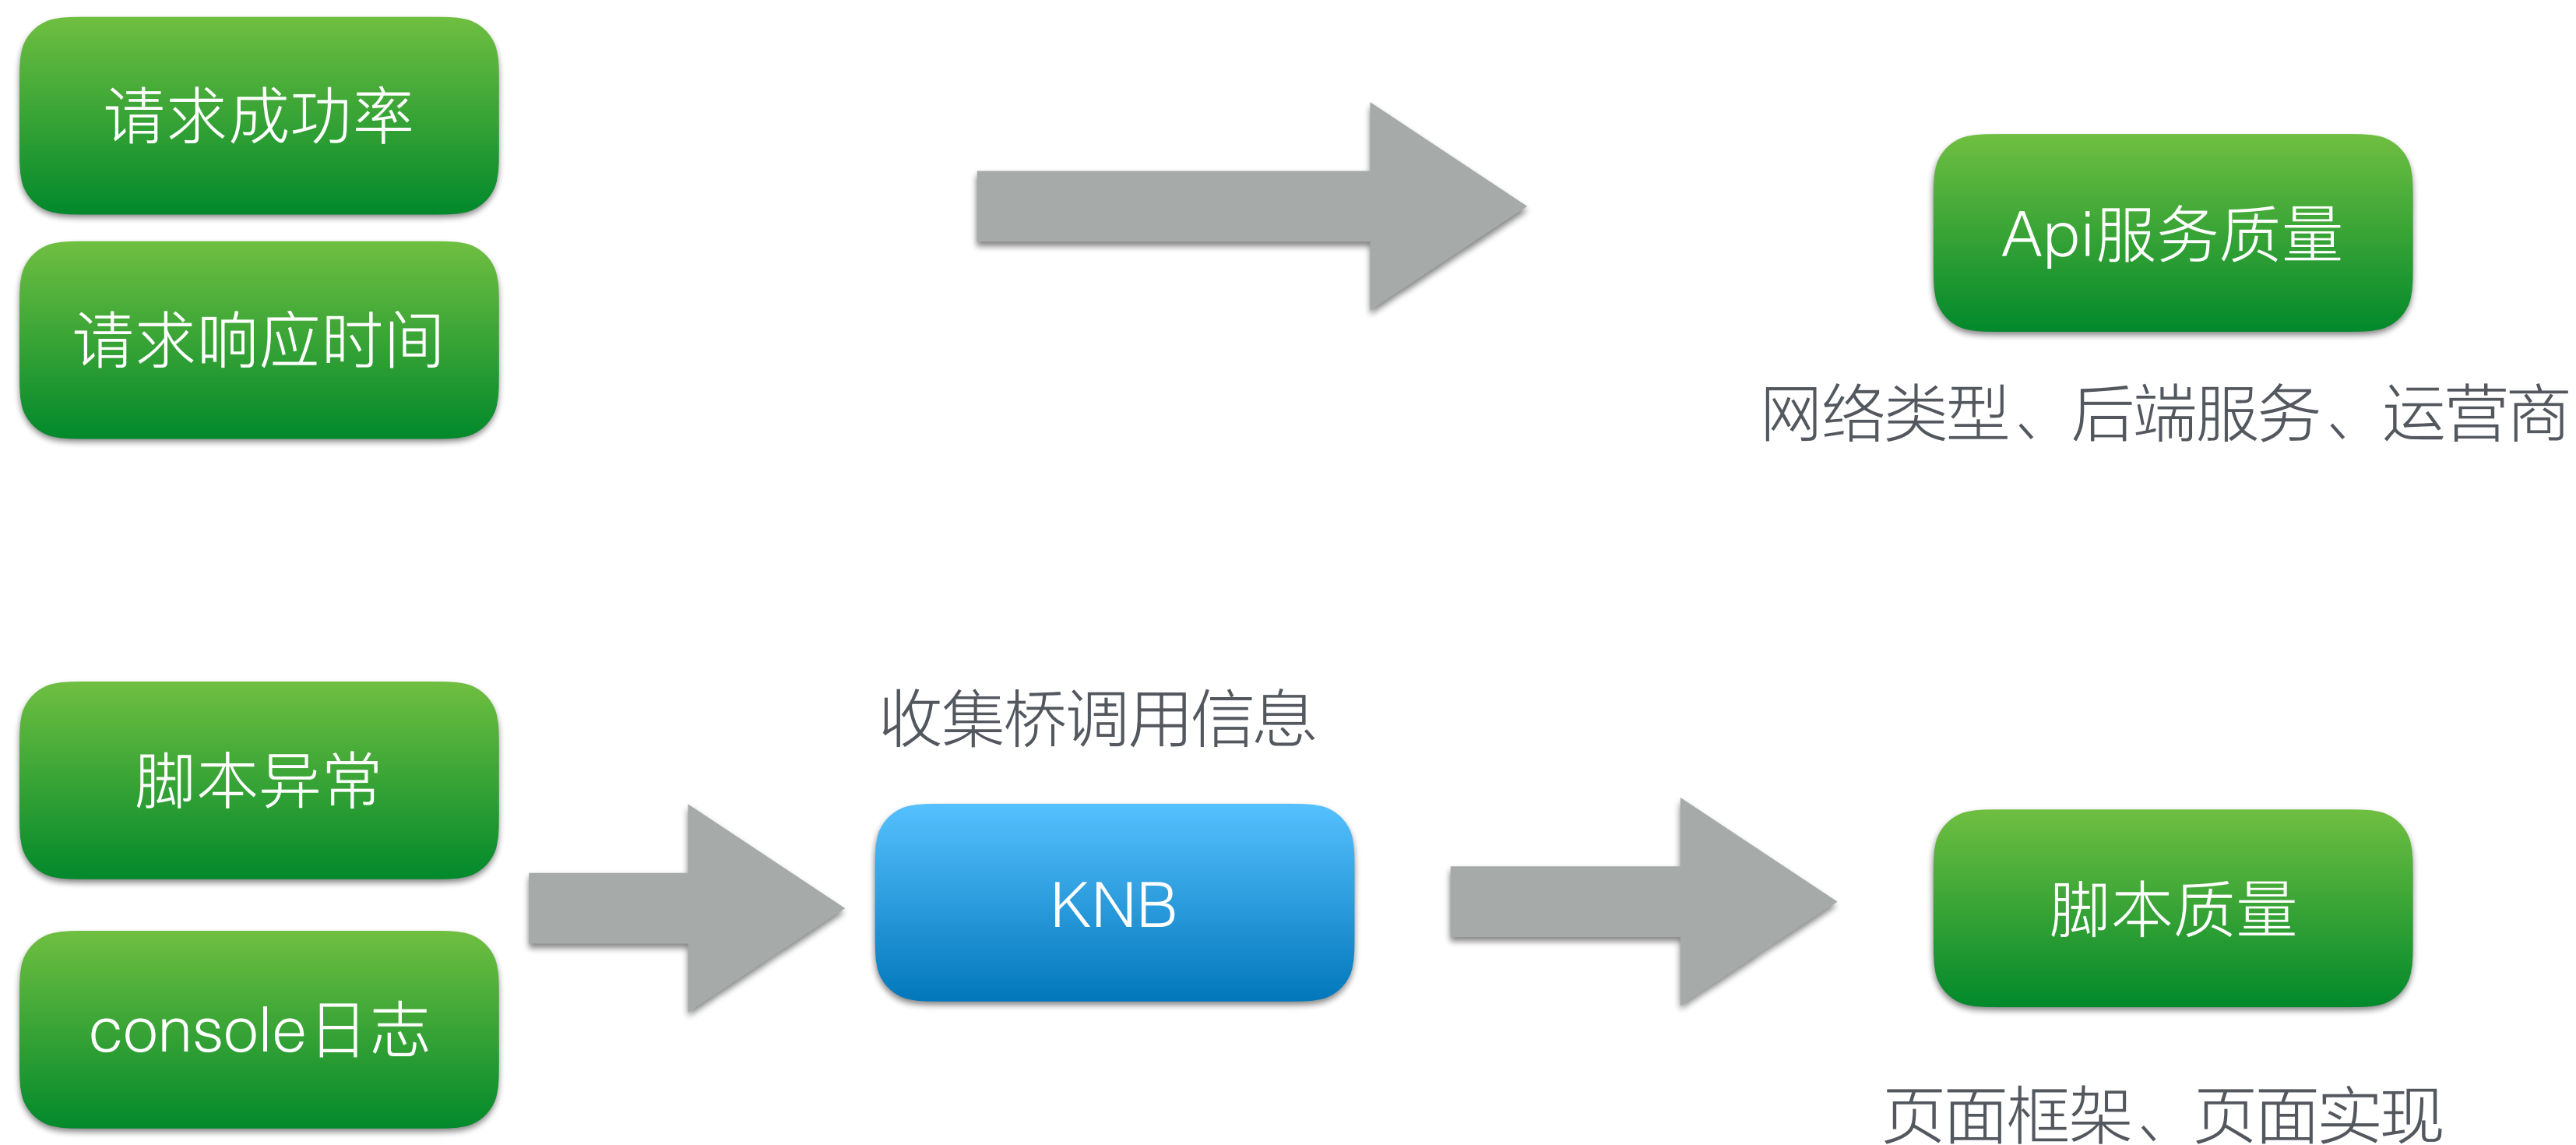 请求成功率
请求响应时间
Api服务质量
网络类型、后端服务、运营商
脚本异常
console日志
收集桥调用信息
KNB
脚本质量
页面框架、页面实现